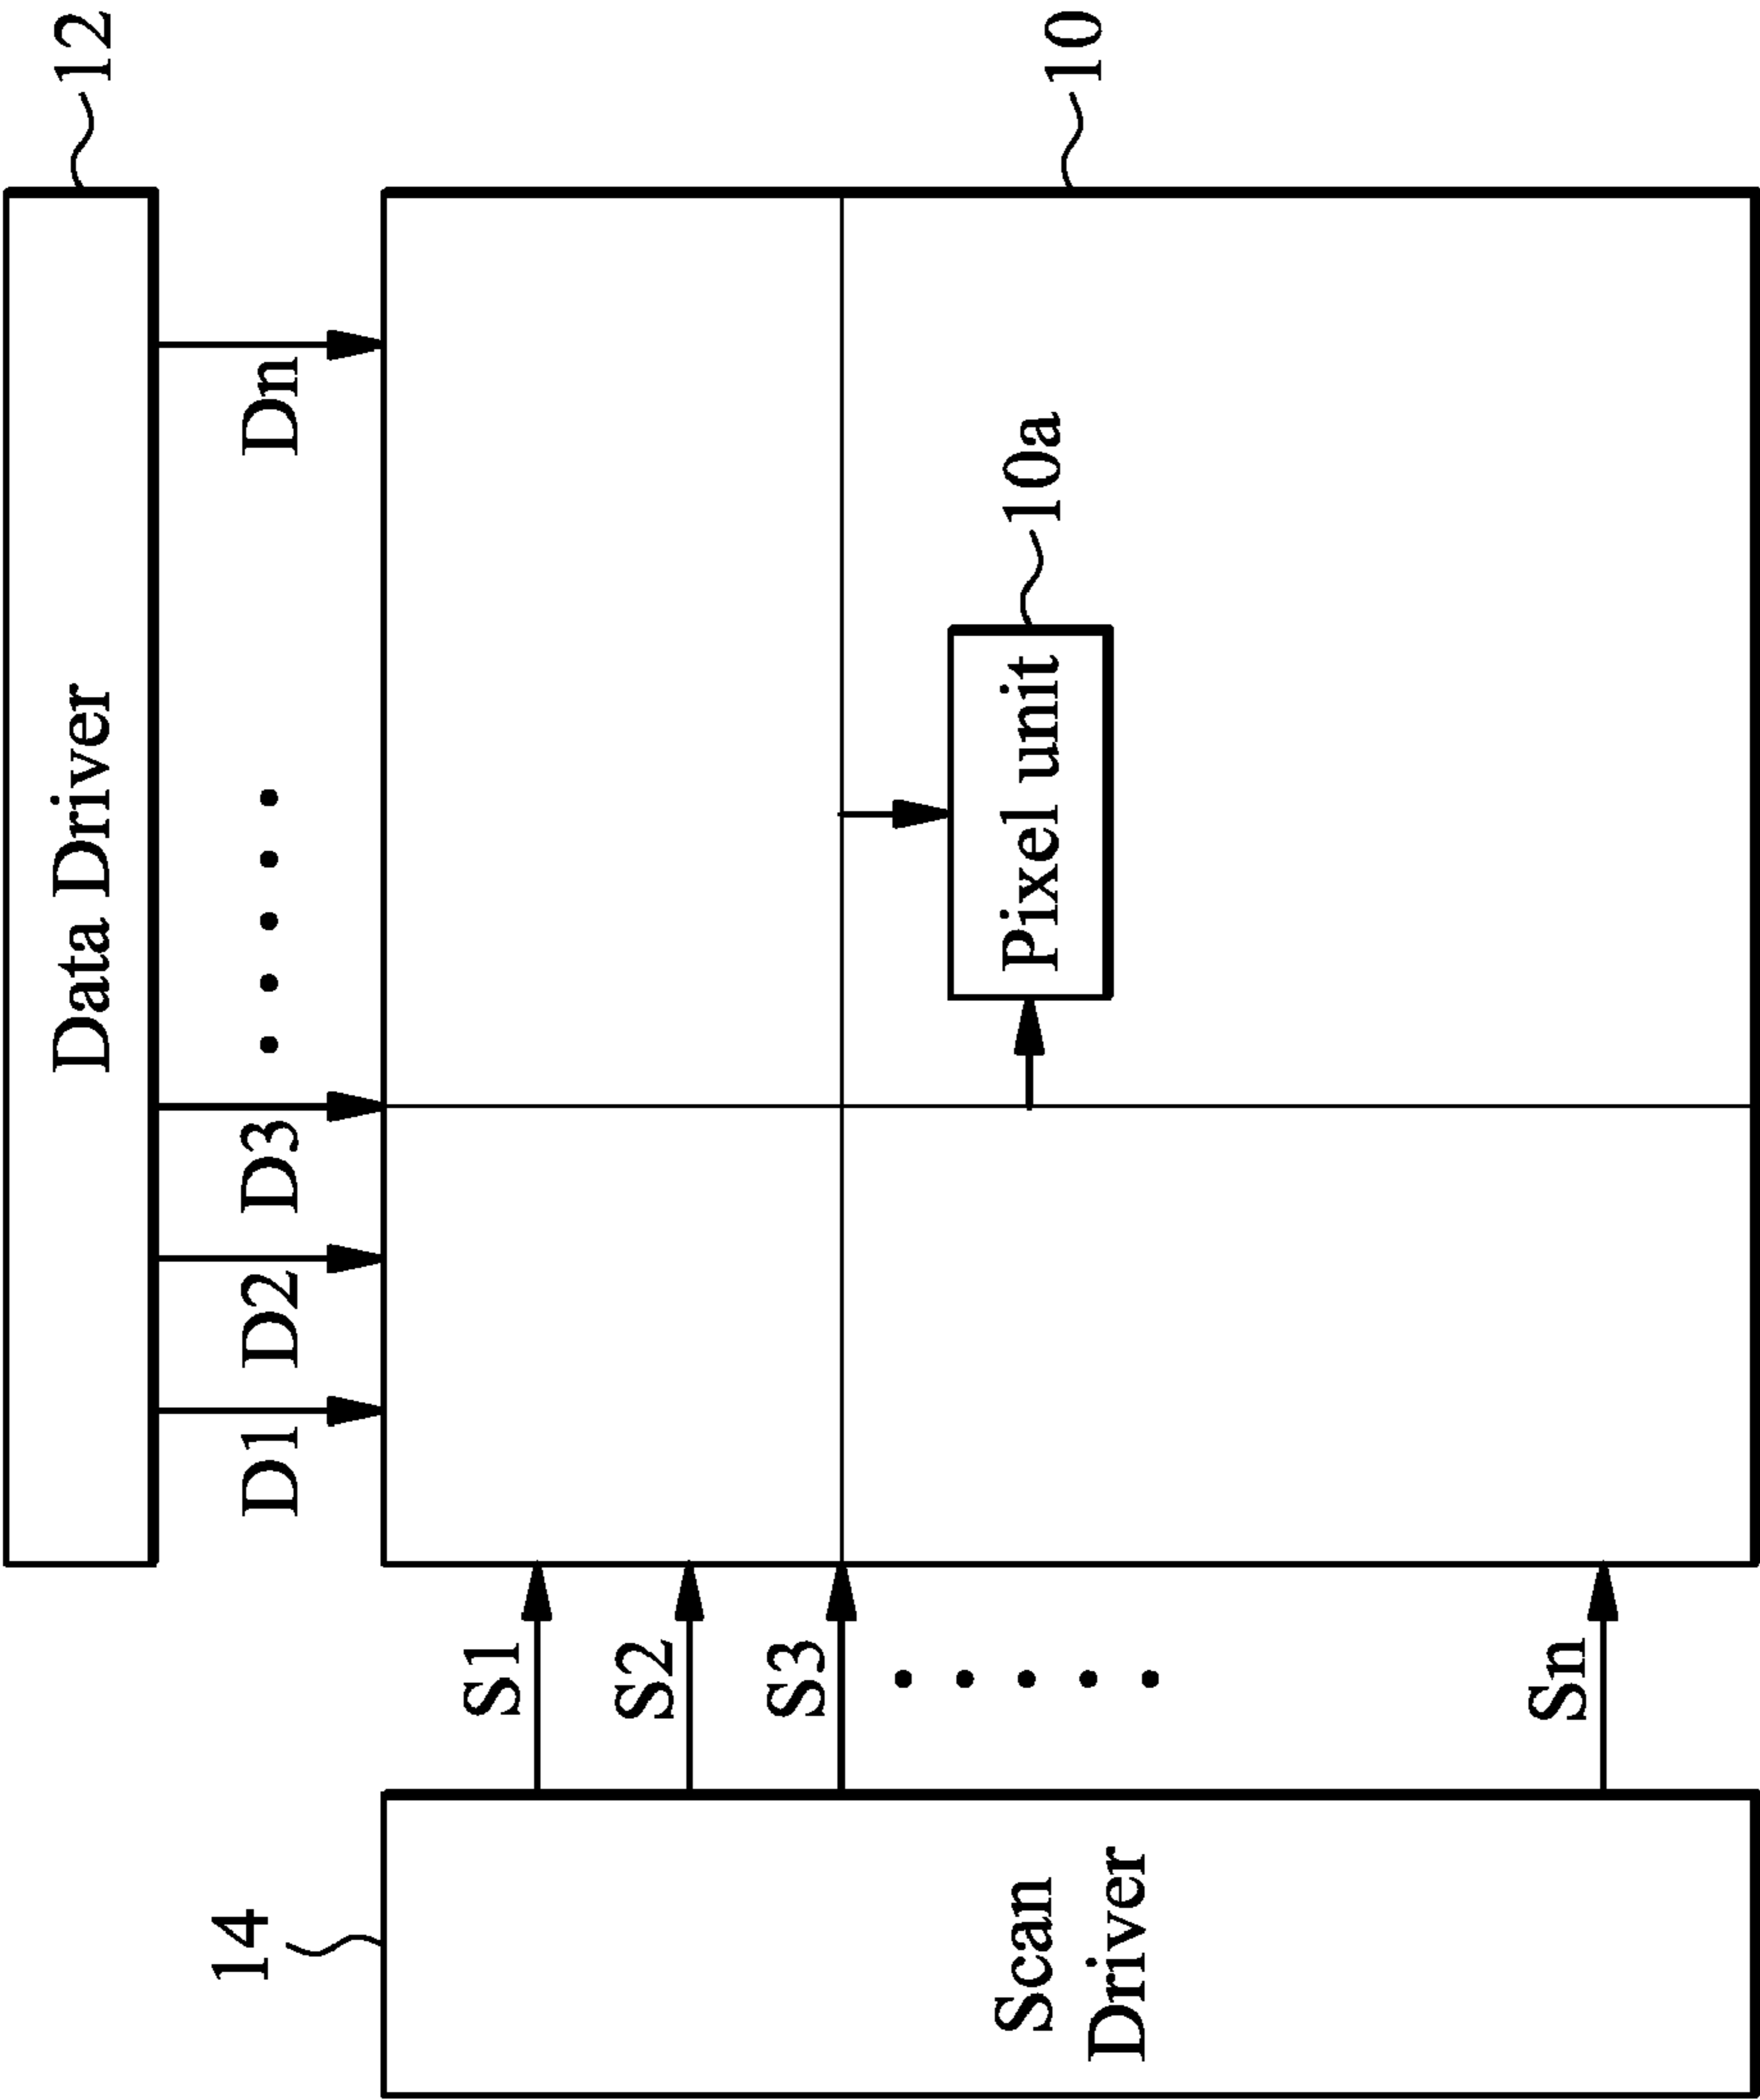 Data Driver
12
D1
D2
D3
Dn
14
S1
S2
S3
Sn
Scan
Driver
10
Pixel unit
10a